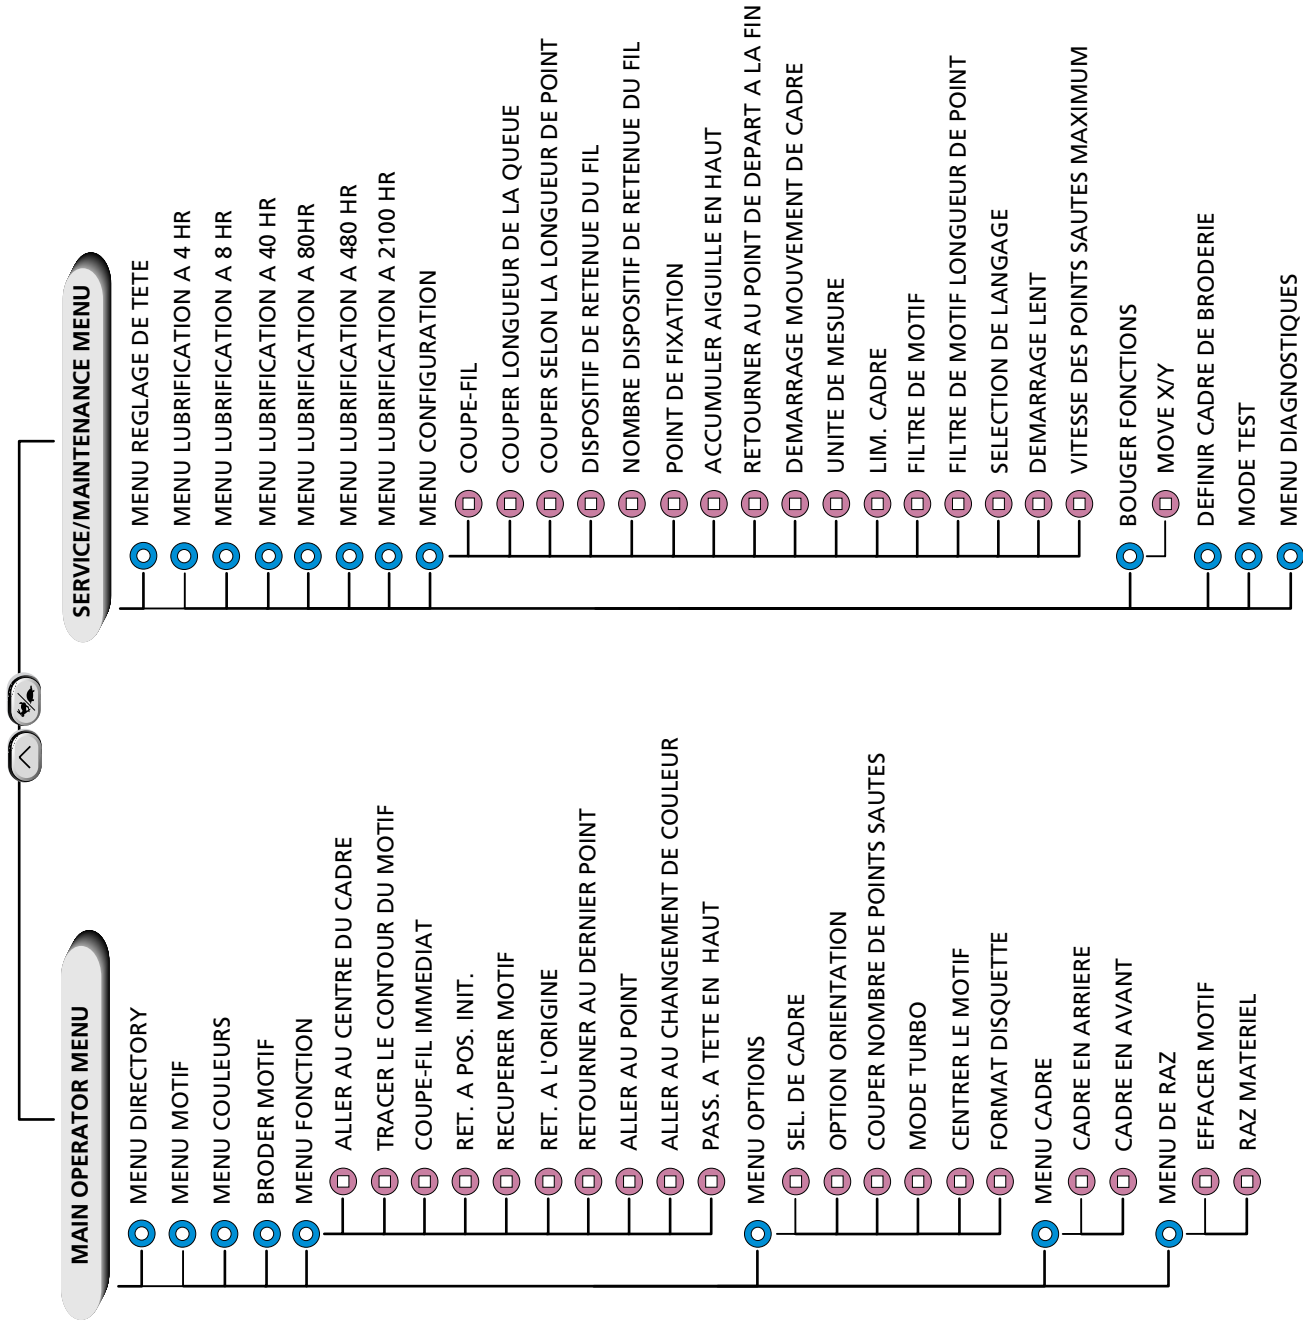 MAIN OPERATOR MENU
MENU DIRECTORY
MENU MOTIF
MENU COULEURS
BRODER MOTIF
MENU FONCTION
ALLER AU CENTRE DU CADRE
TRACER LE CONTOUR DU MOTIF
COUPE-FIL IMMEDIAT
RET. A POS. INIT.
RECUPERER MOTIF
RET. A L'ORIGINE
RETOURNER AU DERNIER POINT
ALLER AU POINT
ALLER AU CHANGEMENT DE COULEUR
PASS. A TETE EN HAUT
MENU OPTIONS
SEL. DE CADRE
OPTION ORIENTATION
COUPER NOMBRE DE POINTS SAUTES
MODE TURBO
CENTRER LE MOTIF
FORMAT DISQUETTE
MENU CADRE
CADRE EN ARRIERE
CADRE EN AVANT
MENU DE RAZ
EFFACER MOTIF
RAZ MATERIEL
SERVICE/MAINTENANCE MENU
MENU REGLAGE DE TETE
MENU LUBRIFICATION A 4 HR
MENU LUBRIFICATION A 8 HR
MENU LUBRIFICATION A 40 HR
MENU LUBRIFICATION A 80HR
MENU LUBRIFICATION A 480 HR
MENU LUBRIFICATION A 2100 HR
MENU CONFIGURATION
COUPE-FIL
COUPER LONGUEUR DE LA QUEUE
COUPER SELON LA LONGUEUR DE POINT
DISPOSITIF DE RETENUE DU FIL
NOMBRE DISPOSITIF DE RETENUE DU FIL
POINT DE FIXATION
ACCUMULER AIGUILLE EN HAUT
RETOURNER AU POINT DE DEPART A LA FIN
DEMARRAGE MOUVEMENT DE CADRE
UNITE DE MESURE
LIM. CADRE
FILTRE DE MOTIF
FILTRE DE MOTIF LONGUEUR DE POINT
SELECTION DE LANGAGE
DEMARRAGE LENT
VITESSE DES POINTS SAUTES MAXIMUM
BOUGER FONCTIONS
MOVE X/Y
DEFINIR CADRE DE BRODERIE
MODE TEST
MENU DIAGNOSTIQUES